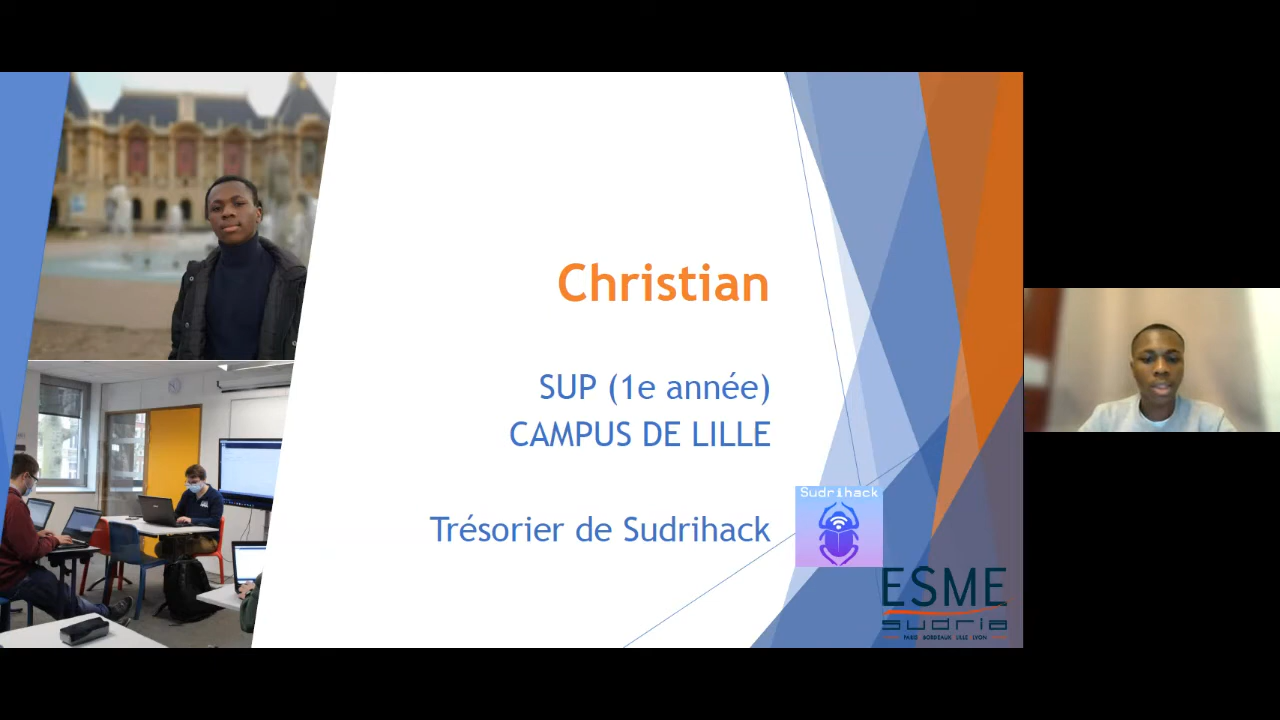 Christian
SUP (1e année)
CAMPUS DE LILLE
Trésorier de Sudrihack
Sudrihack
ESME
sudria
PARIS BORDEAUX LILLE LYON